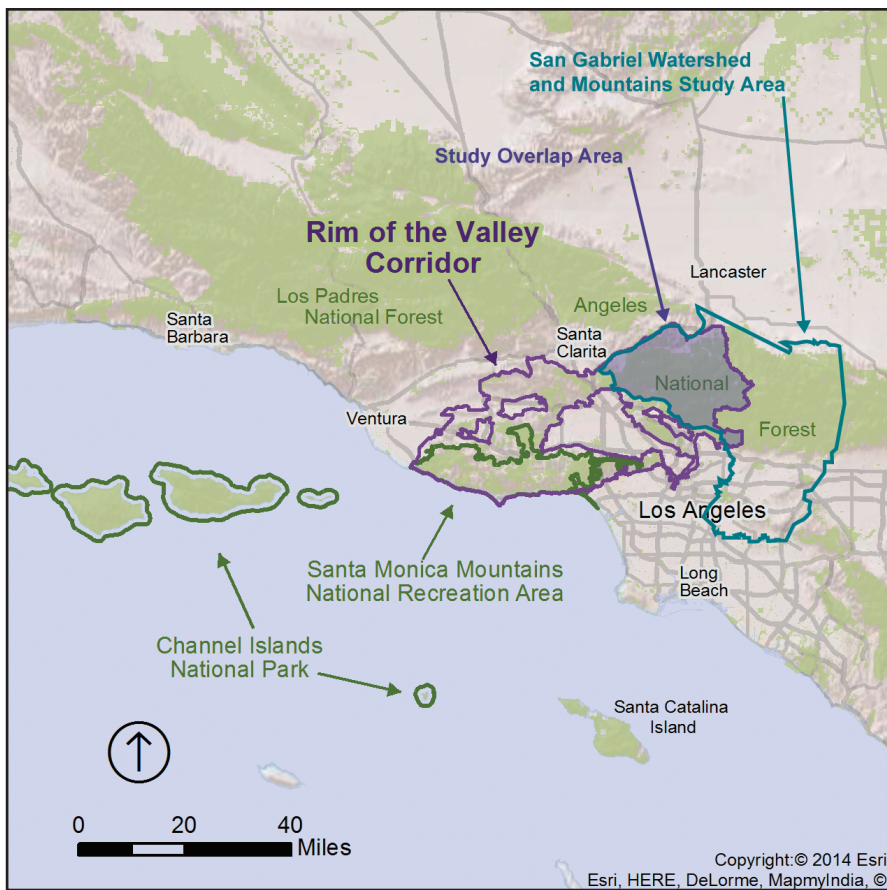 San Gabriel Watershed
and Mountains Study Area
Study Overlap Area
Rim of the Valley
Corridor
Lancaster
Los Padres
National Forest
Angeles
Santa
Barbara
Santa
Clarita
National
Ventura
Forest
Los Angeles
Santa Monica Mountains
National Recreation Area
Long
Beach
Channel Islands
National Park
Santa Catalina
Island
0 20 40
Miles
Copyright:© 2014 Esri
Esri, HERE, DeLorme, MapmyIndia, ©